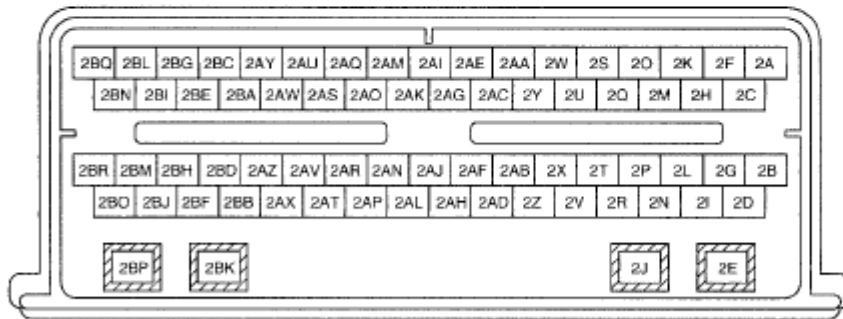 2BQ 2BL 2BG 2BC 2AY 2AU 2AQ 2AM 2AI 2AE 2AA 2W 2S 2O 2K 2F 2A
2BN 2BI 2BE 2BA 2AW 2AS 2AO 2AK 2AG 2AC 2Y 2U 2Q 2M 2H 2C
2BR 2BM 2BH 2BD 2AZ 2AV 2AR 2AN 2AJ 2AF 2AB 2X 2T 2P 2L 2G 2B
2BO 2BJ 2BF 2BB 2AX 2AT 2AP 2AL 2AH 2AD 2Z 2V 2R 2N 2I 2D
2BP 2BK 2J 2E